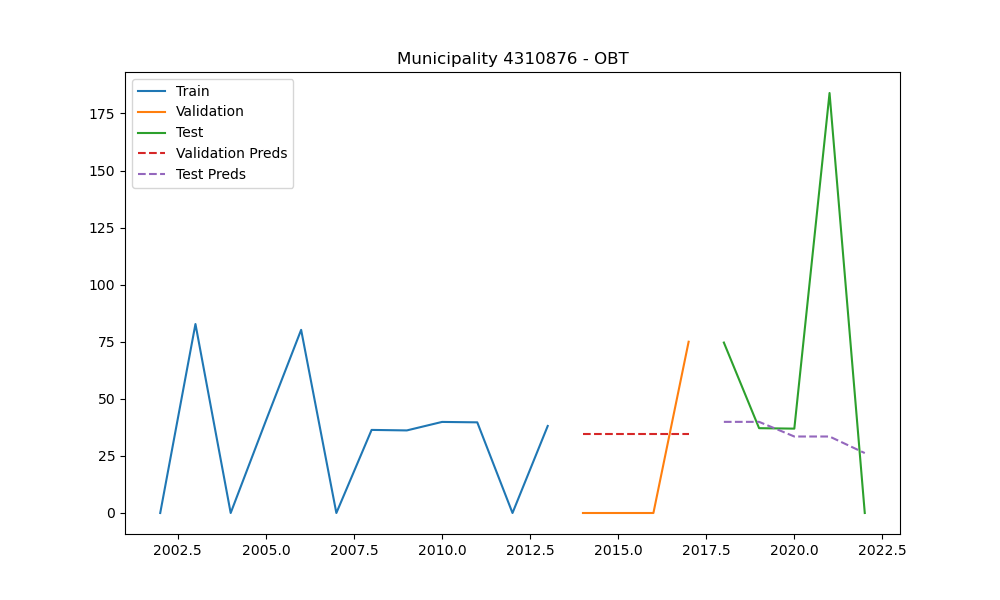 Municipality 4310876 - OBT
Train
Validation
Test
Validation Preds
Test Preds
175
150
125
100
75
50
25
0
2002.5 2005.0 2007.5 2010.0 2012.5 2015.0 2017.5 2020.0 2022.5